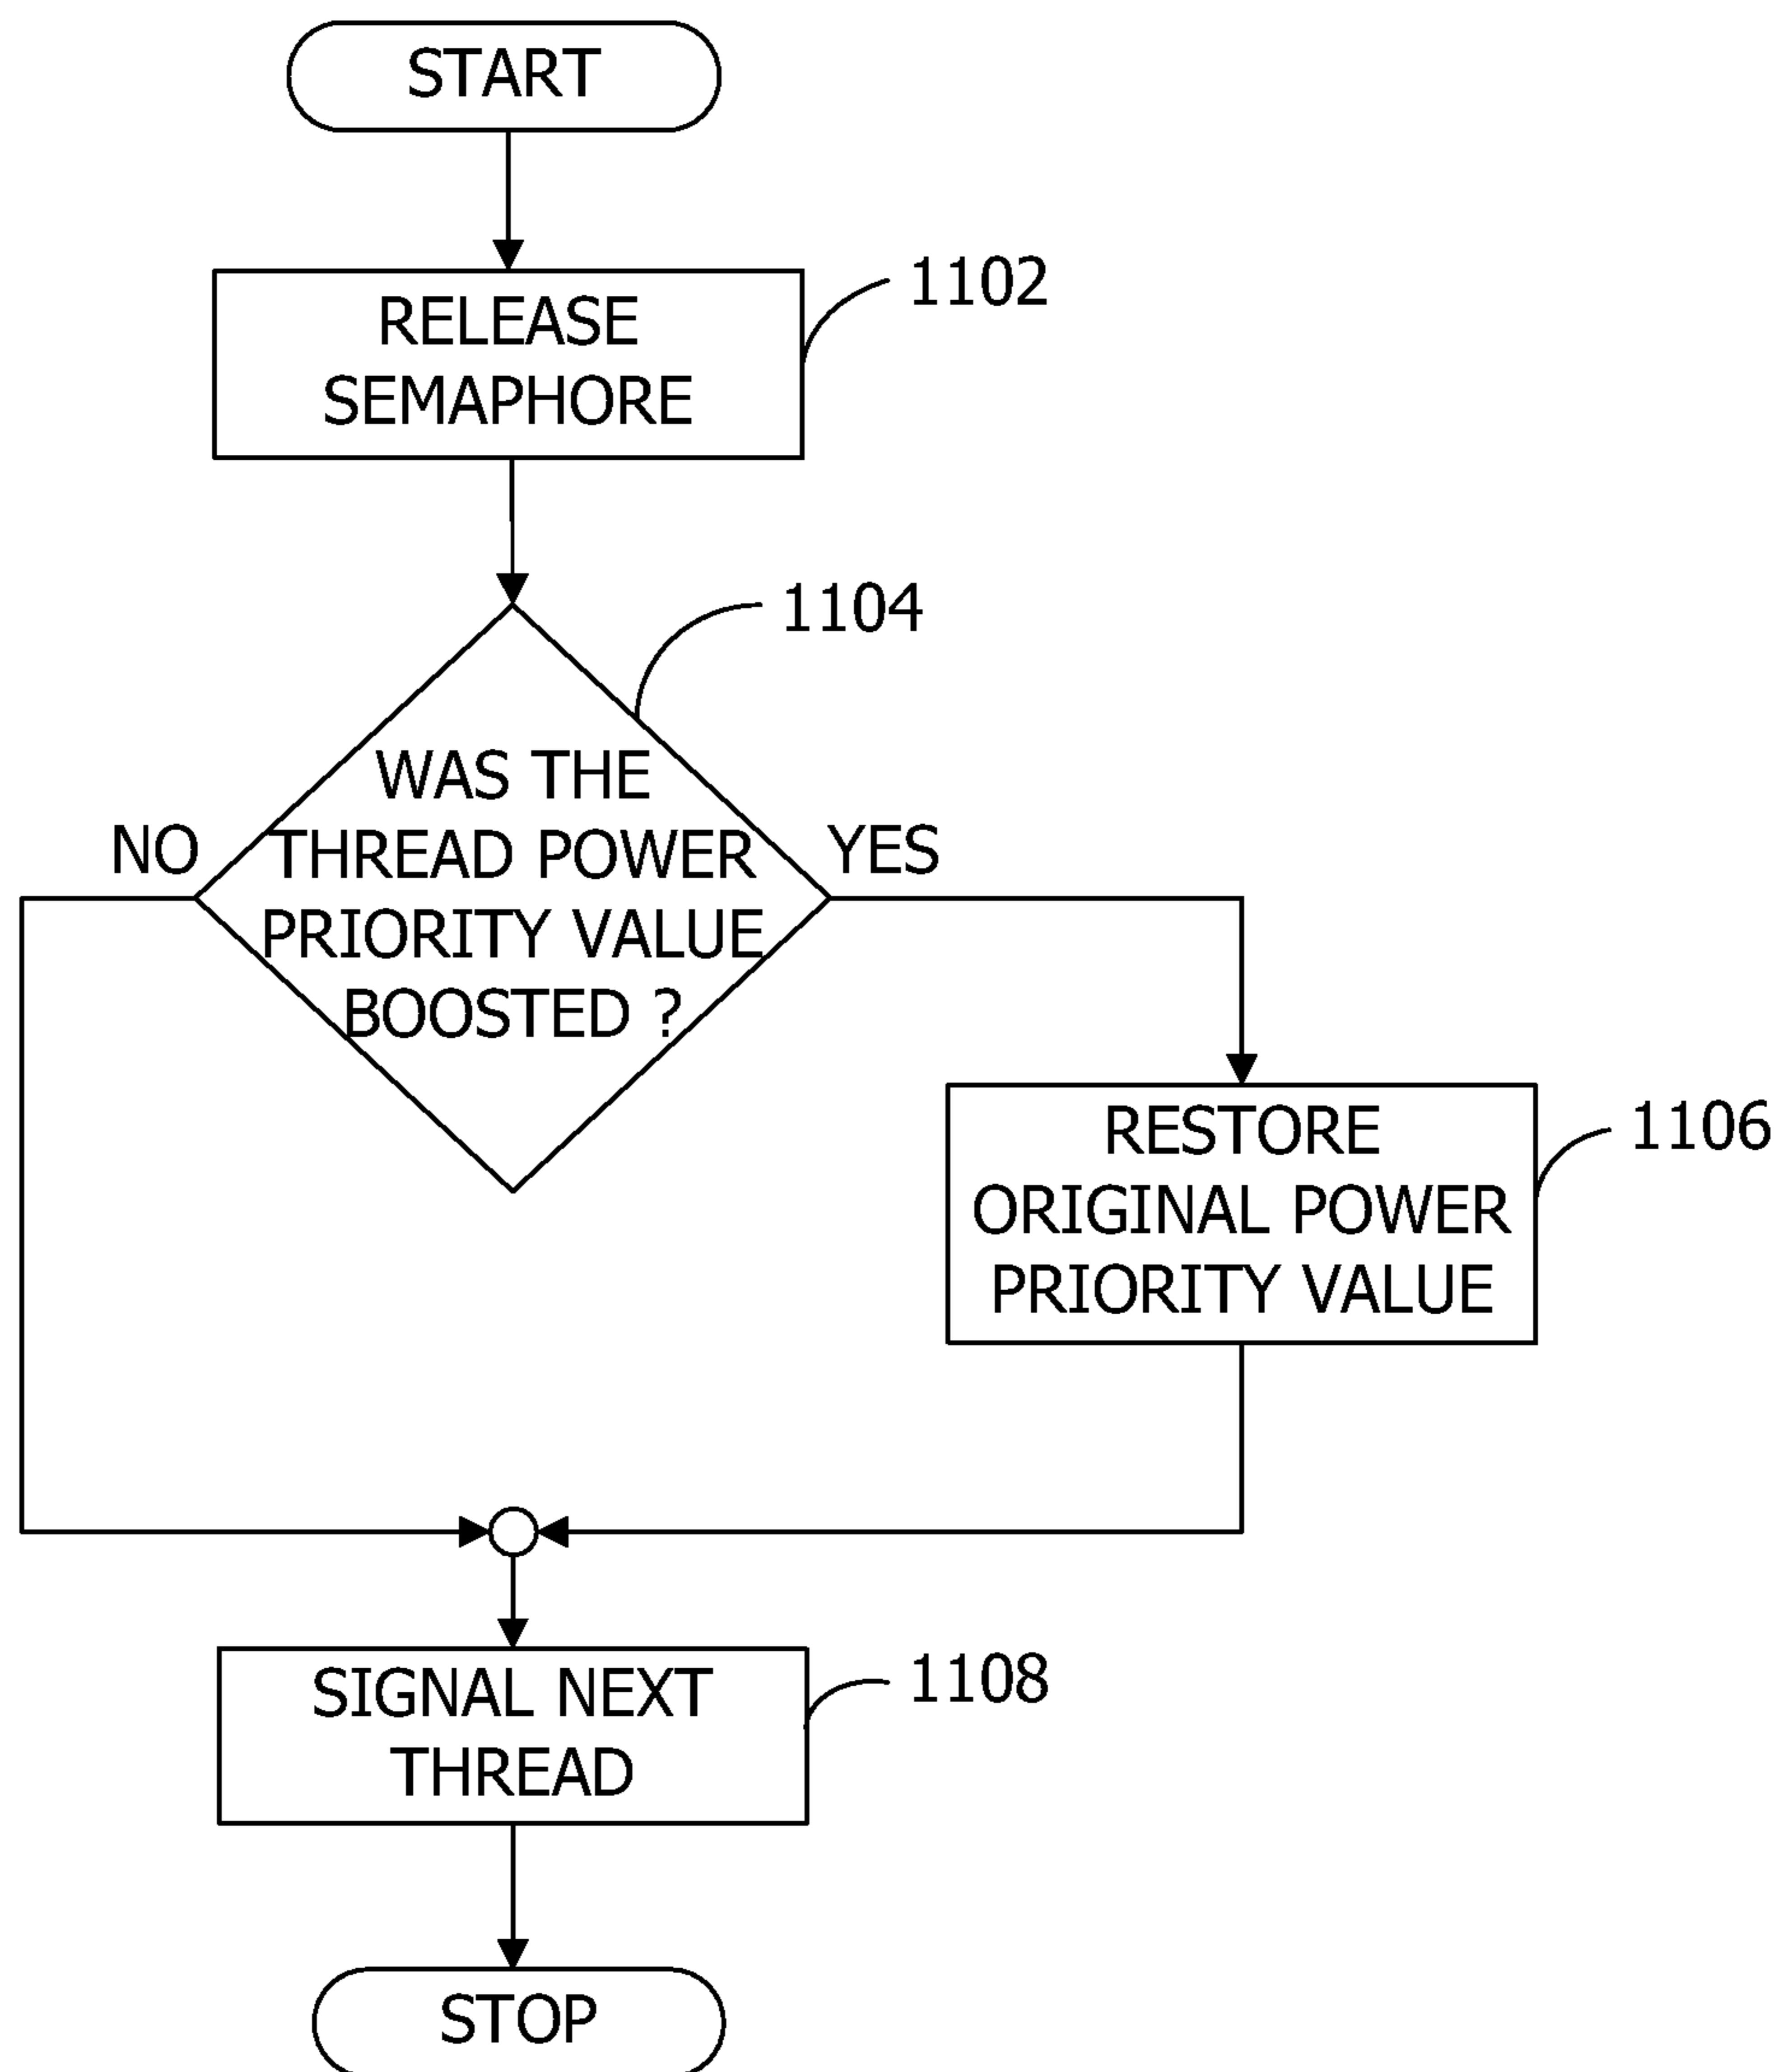 START
RELEASE
SEMAPHORE
1102
1104
WAS THE
THREAD POWER
PRIORITY VALUE
BOOSTED ?
NO
YES
RESTORE
ORIGINAL POWER
PRIORITY VALUE
1106
SIGNAL NEXT
THREAD
1108
STOP